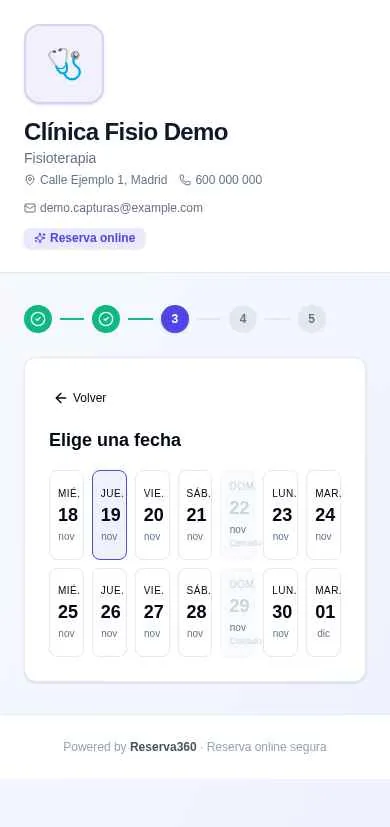 Clínica Fisio Demo
Fisioterapia
Calle Ejemplo 1, Madrid 600 000 000
demo.capturas@example.com
Reserva online
3 4 5
Volver
Elige una fecha
MIÉ. JUE. VIE. SÁB. DOM. LUN. MAR.
18 19 20 21 22 23 24
nov nov nov nov nov nov nov
Cerrado
MIÉ. JUE. VIE. SÁB. DOM. LUN. MAR.
25 26 27 28 29 30 01
nov nov nov nov nov nov dic
Cerrado
Powered by Reserva360 · Reserva online segura